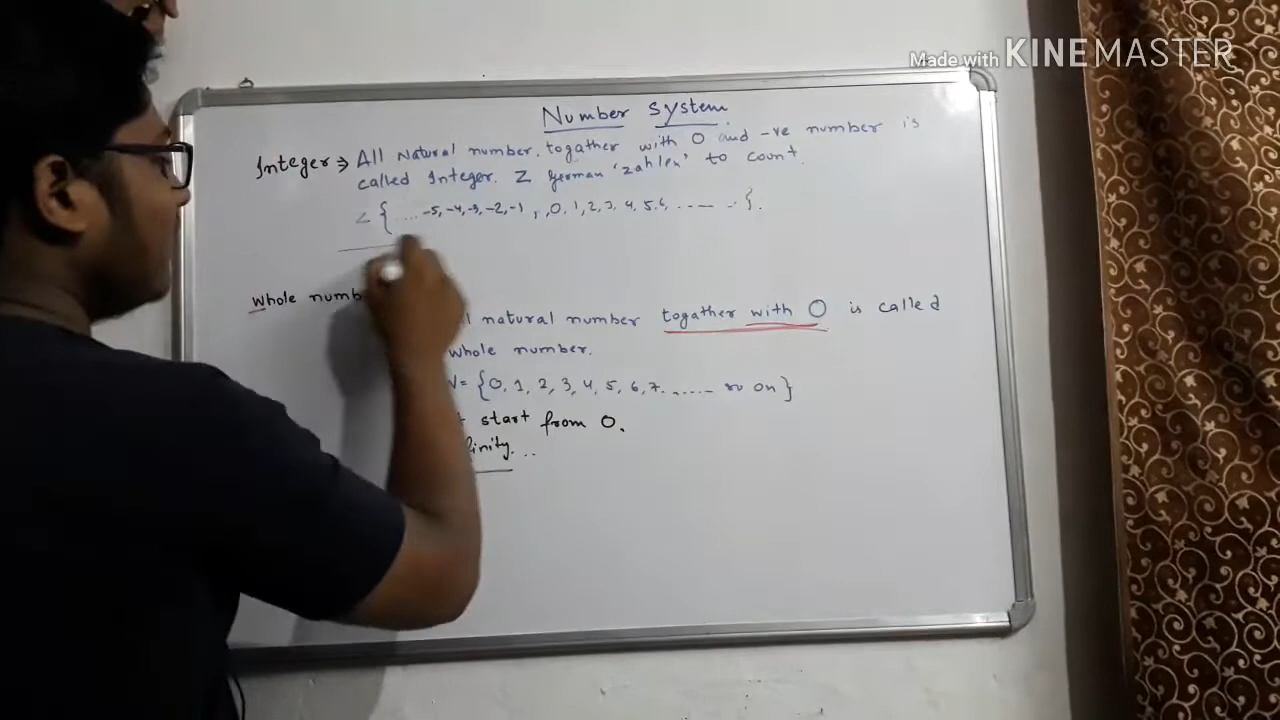 Made with KINEMASTER
Number system
Integer ⇒ All Natural number. togather with 0 and -ve number is
called Integer. Z german 'zahlen' to count.
Z { .... -5, -4, -3, -2, -1, , 0, 1, 2, 3, 4, 5, 6, ........ }.
Whole numb
natural number togather with 0 is called
whole number.
= {0, 1, 2, 3, 4, 5, 6, 7. ....... so on}
start from 0.
finity...